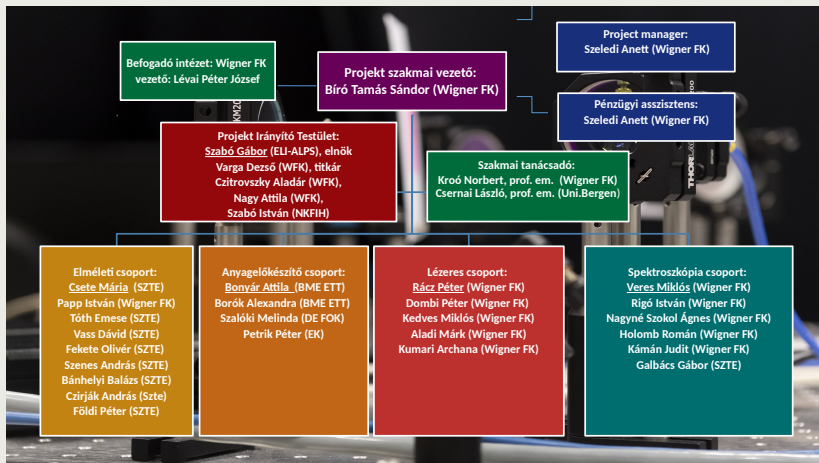 Project manager:
Szeledi Anett (Wigner FK)
Befogadó intézet: Wigner FK
vezető: Lévai Péter József
Projekt szakmai vezető:
Bíró Tamás Sándor (Wigner FK)
Pénzügyi asszisztens:
Szeledi Anett (Wigner FK)
Projekt Irányító Testület:
Szabó Gábor (ELI-ALPS), elnök
Varga Dezső (WFK), titkár
Czitrovszky Aladár (WFK),
Nagy Attila (WFK),
Szabó István (NKFIH)
Szakmai tanácsadó:
Kroó Norbert, prof. em. (Wigner FK)
Csernai László, prof. em. (Uni.Bergen)
THORLAB
Elméleti csoport:
Csete Mária (SZTE)
Papp István (Wigner FK)
Tóth Emese (SZTE)
Vass Dávid (SZTE)
Fekete Olivér (SZTE)
Szenes András (SZTE)
Bánhelyi Balázs (SZTE)
Czirják András (Szte)
Földi Péter (SZTE)
Anyagelőkészítő csoport:
Bonyár Attila (BME ETT)
Borók Alexandra (BME ETT)
Szalóki Melinda (DE FOK)
Petrik Péter (EK)
Lézeres csoport:
Rácz Péter (Wigner FK)
Dombi Péter (Wigner FK)
Kedves Miklós (Wigner FK)
Aladi Márk (Wigner FK)
Kumari Archana (Wigner FK)
Spektroszkópia csoport:
Veres Miklós (Wigner FK)
Rigó István (Wigner FK)
Nagyné Szokol Ágnes (Wigner FK)
Holomb Román (Wigner FK)
Kámán Judit (Wigner FK)
Galbács Gábor (SZTE)